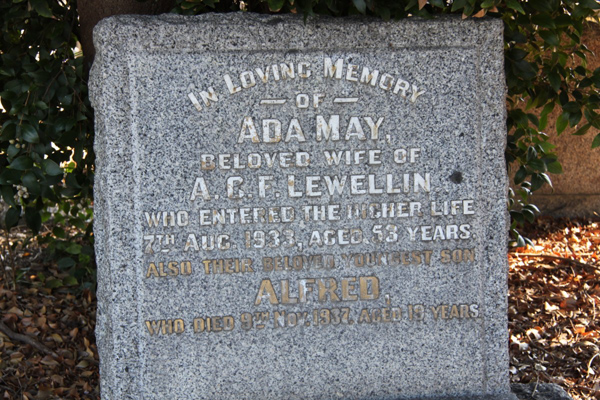 In Loving Memory
— OF —
ADA MAY,
BELOVED WIFE OF
A. G. F. LEWELLIN,
WHO ENTERED THE HIGHER LIFE
7TH AUG. 1933, AGED 53 YEARS.
ALSO THEIR BELOVED YOUNGEST SON
ALFRED,
WHO DIED 9TH NOV. 1937, AGED 19 YEARS.